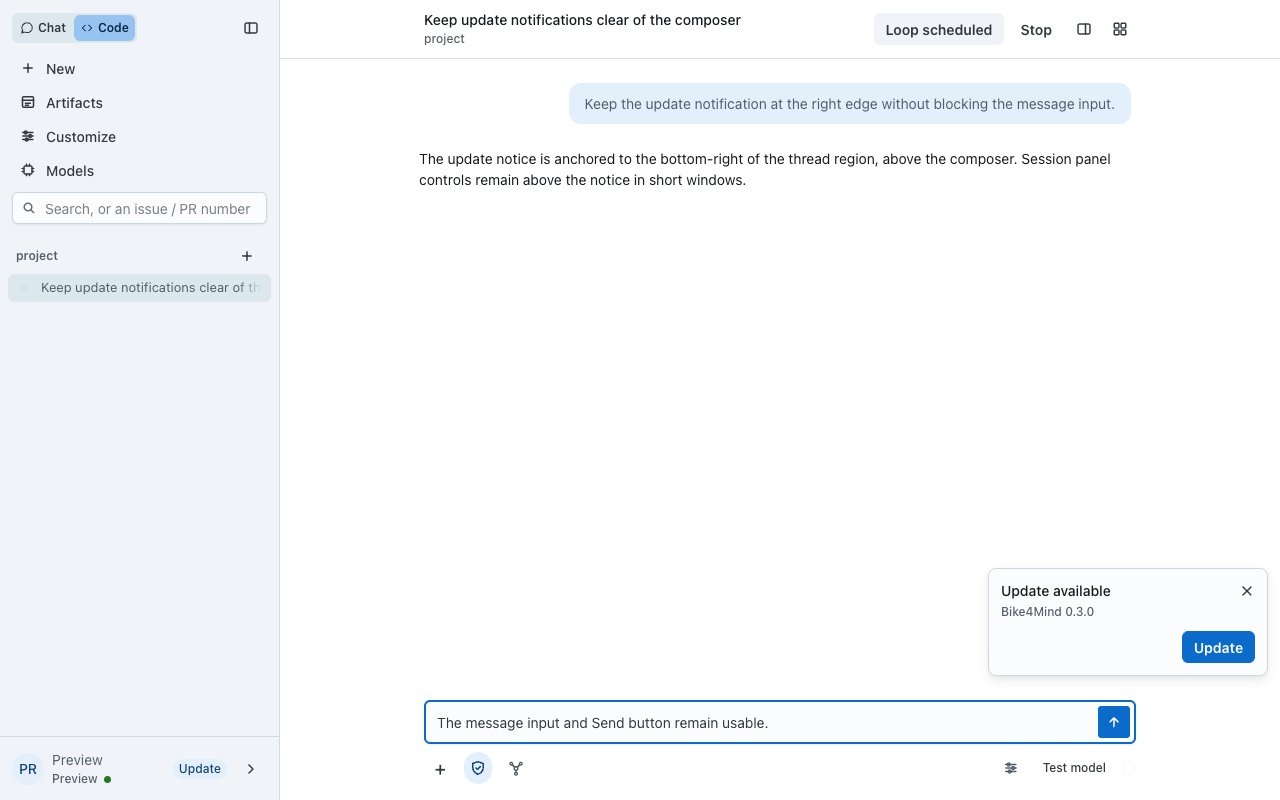 Chat
Code
New
Artifacts
Customize
Models
Search, or an issue / PR number
project
Keep update notifications clear of th
PR
Preview
Preview
Update
Keep update notifications clear of the composer
project
Loop scheduled
Stop
Keep the update notification at the right edge without blocking the message input.
The update notice is anchored to the bottom-right of the thread region, above the composer. Session panel
controls remain above the notice in short windows.
Update available
Bike4Mind 0.3.0
Update
The message input and Send button remain usable.
Test model